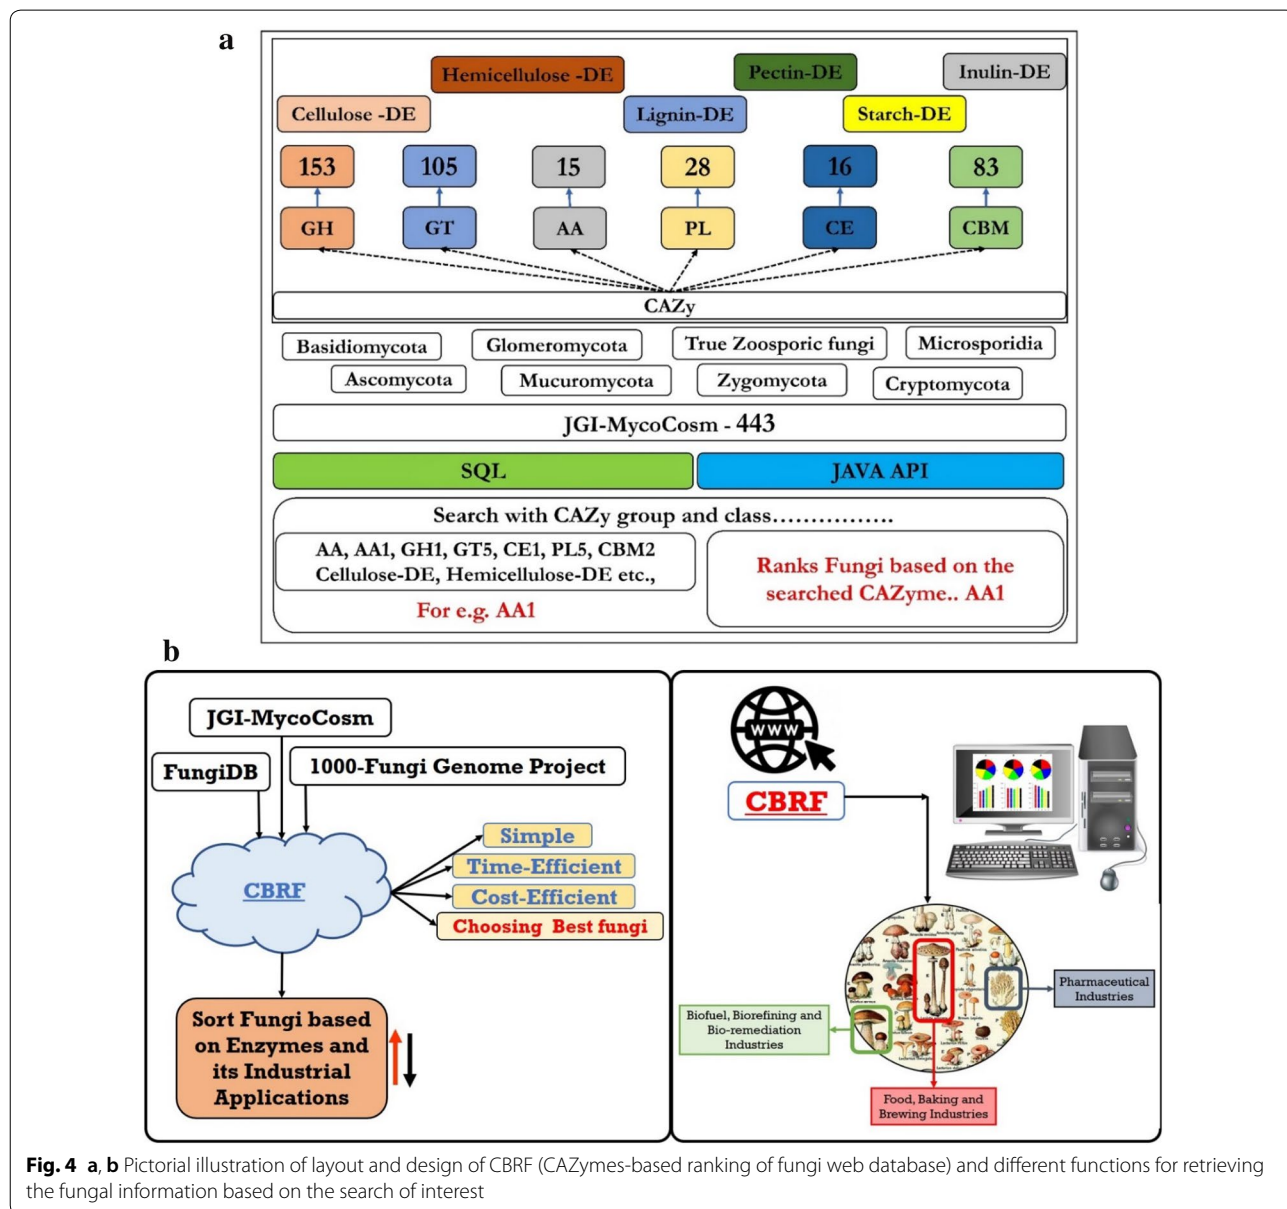 a
Hemicellulose -DE
Pectin-DE
Inulin-DE
Cellulose -DE
Lignin-DE
Starch-DE
153
105
15
28
16
83
GH
GT
AA
PL
CE
CBM
CAZy
Basidiomycota
Glomeromycota
True Zoosporic fungi
Microsporidia
Ascomycota
Mucuromycota
Zygomycota
Cryptomycota
JGI-MycoCosm - 443
SQL
JAVA API
Search with CAZy group and class................
AA, AA1, GH1, GT5, CE1, PL5, CBM2
Cellulose-DE, Hemicellulose-DE etc.,
For e.g. AA1
Ranks Fungi based on the
searched CAZyme.. AA1
b
JGI-MycoCosm
FungiDB
1000-Fungi Genome Project
CBRF
Simple
Time-Efficient
Cost-Efficient
Choosing Best fungi
Sort Fungi based
on Enzymes and
its Industrial
Applications
WWW
CBRF
Pharmaceutical
Industries
Biofuel, Biorefining and
Bio-remediation
Industries
Food, Baking and
Brewing Industries
Fig. 4 a, b Pictorial illustration of layout and design of CBRF (CAZymes-based ranking of fungi web database) and different functions for retrieving
the fungal information based on the search of interest